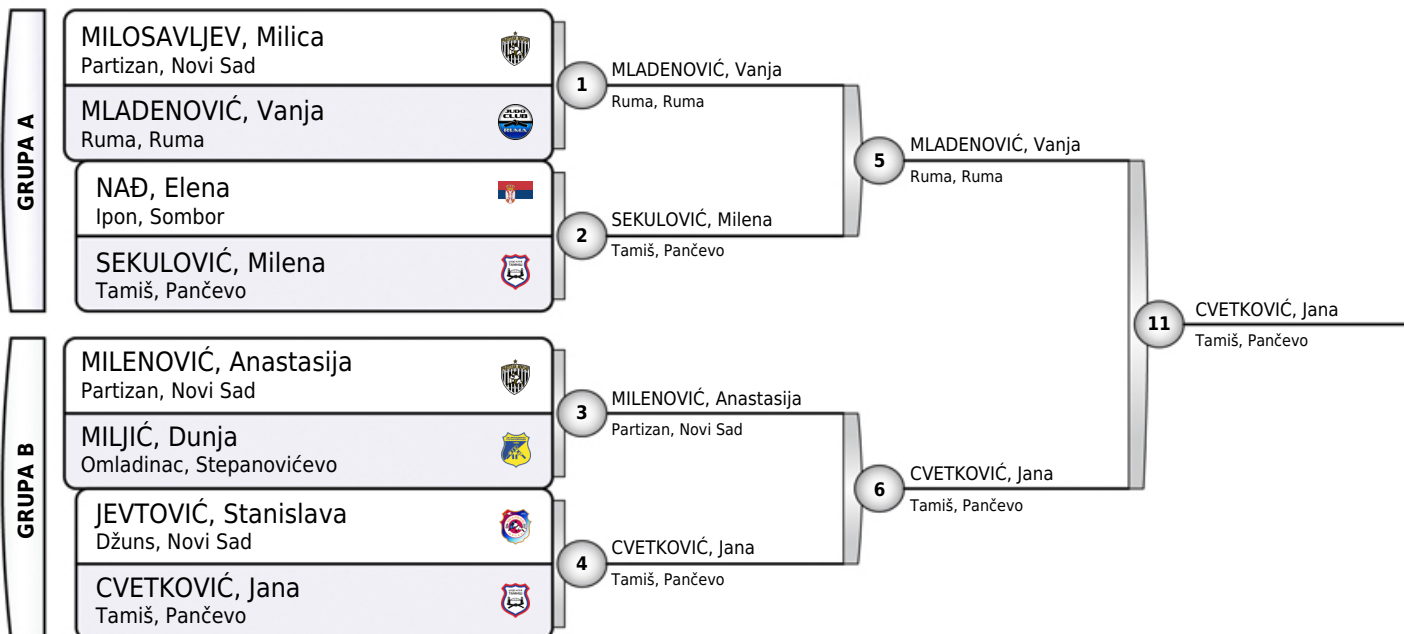 GRUPA A
MILOSAVLJEV, Milica
Partizan, Novi Sad
MLADENOVIĆ, Vanja
Ruma, Ruma
JUDO
CLUB
RUMA
NAĐ, Elena
Ipon, Sombor
SEKULOVIĆ, Milena
Tamiš, Pančevo
1
MLADENOVIĆ, Vanja
Ruma, Ruma
2
SEKULOVIĆ, Milena
Tamiš, Pančevo
5
MLADENOVIĆ, Vanja
Ruma, Ruma
GRUPA B
MILENOVIĆ, Anastasija
Partizan, Novi Sad
MILJIĆ, Dunja
Omladinac, Stepanovićevo
JEVTOVIĆ, Stanislava
Džuns, Novi Sad
CVETKOVIĆ, Jana
Tamiš, Pančevo
3
MILENOVIĆ, Anastasija
Partizan, Novi Sad
4
CVETKOVIĆ, Jana
Tamiš, Pančevo
6
CVETKOVIĆ, Jana
Tamiš, Pančevo
11
CVETKOVIĆ, Jana
Tamiš, Pančevo